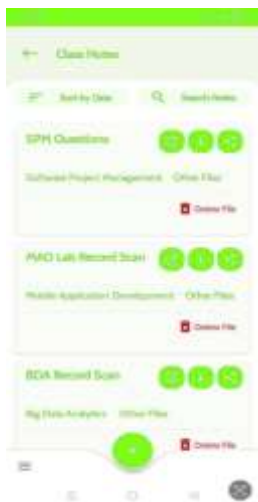 Class Notes
Sort by Date
Search Notes
SPM Questions
Software Project Management Other Files
Delete File
MAD Lab Record Scan
Mobile Application Development Other Files
Delete File
BDA Record Scan
Big Data Analytics Other Files
Delete File